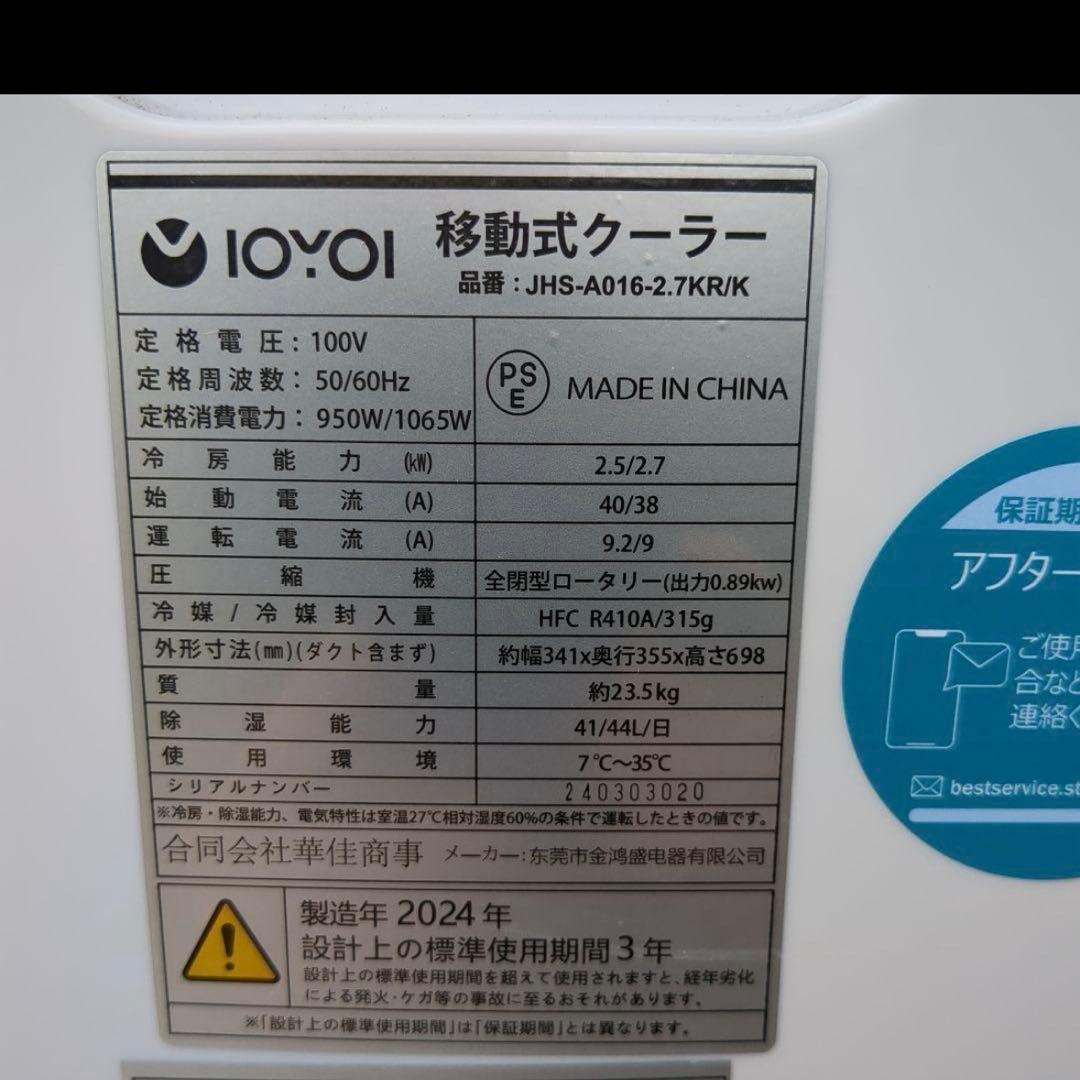 IOYOI 移動式クーラー
品番：JHS-A016-2.7KR/K
定格電圧：100V
定格周波数：50/60Hz
定格消費電力：950W/1065W
PSE MADE IN CHINA
冷房能力(kW) 2.5/2.7
始動電流(A) 40/38
運転電流(A) 9.2/9
圧縮機 全閉型ロータリー(出力0.89kw)
冷媒/冷媒封入量 HFC R410A/315g
外形寸法(mm)(ダクト含まず) 約幅341x奥行355x高さ698
質量 約23.5kg
除湿能力 41/44L/日
使用環境 7℃～35℃
シリアルナンバー 240303020
※冷房・除湿能力、電気特性は室温27℃相対湿度60%の条件で運転したときの値です。
合同会社華佳商事 メーカー:东莞市金鸿盛电器有限公司
製造年 2024年
設計上の標準使用期間3年
設計上の標準使用期間を超えて使用されますと、経年劣化
による発火・ケガ等の事故に至るおそれがあります。
※「設計上の標準使用期間」は「保証期間」とは異なります。
保証期
アフター
ご使用
合など
連絡く
bestservice.st